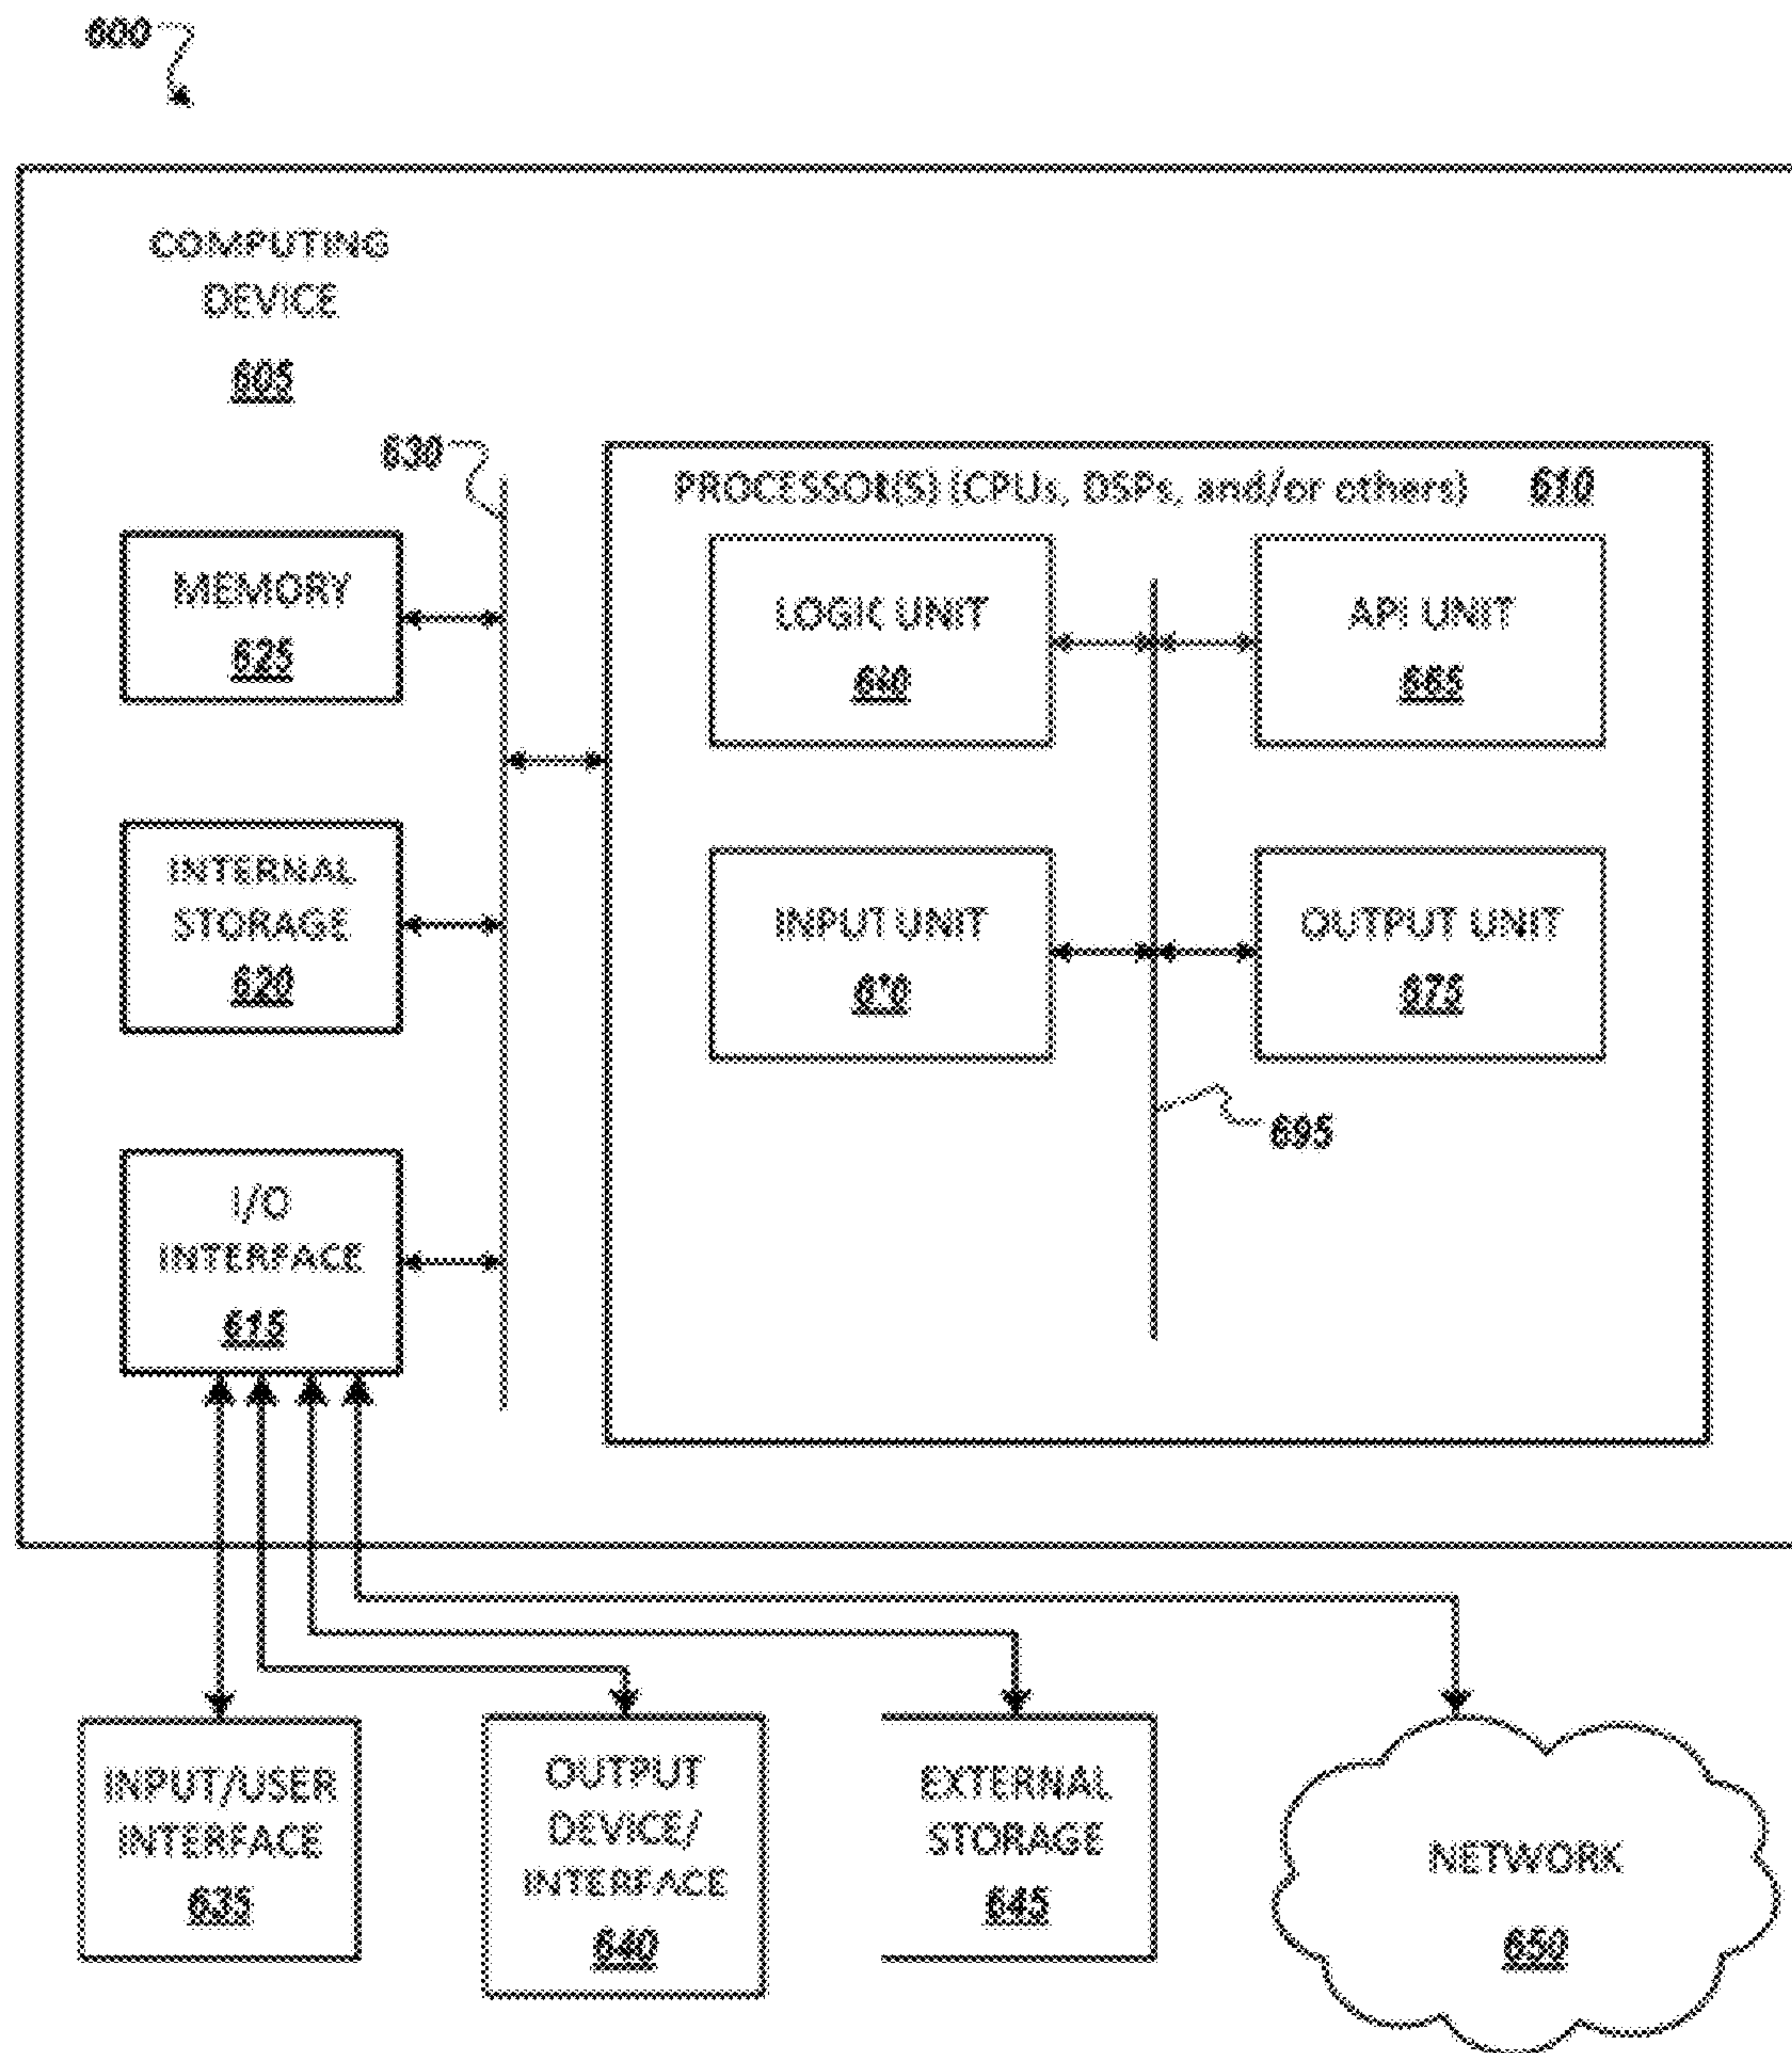 600
COMPUTING
DEVICE
605
630
PROCESSOR(S) (CPUs, DSPs, and/or others) 610
MEMORY
625
LOGIC UNIT
API UNIT
665
INTERNAL
STORAGE
620
INPUT UNIT
OUTPUT UNIT
675
695
I/O
INTERFACE
615
INPUT/USER
INTERFACE
635
OUTPUT
DEVICE/
INTERFACE
640
EXTERNAL
STORAGE
645
NETWORK
650